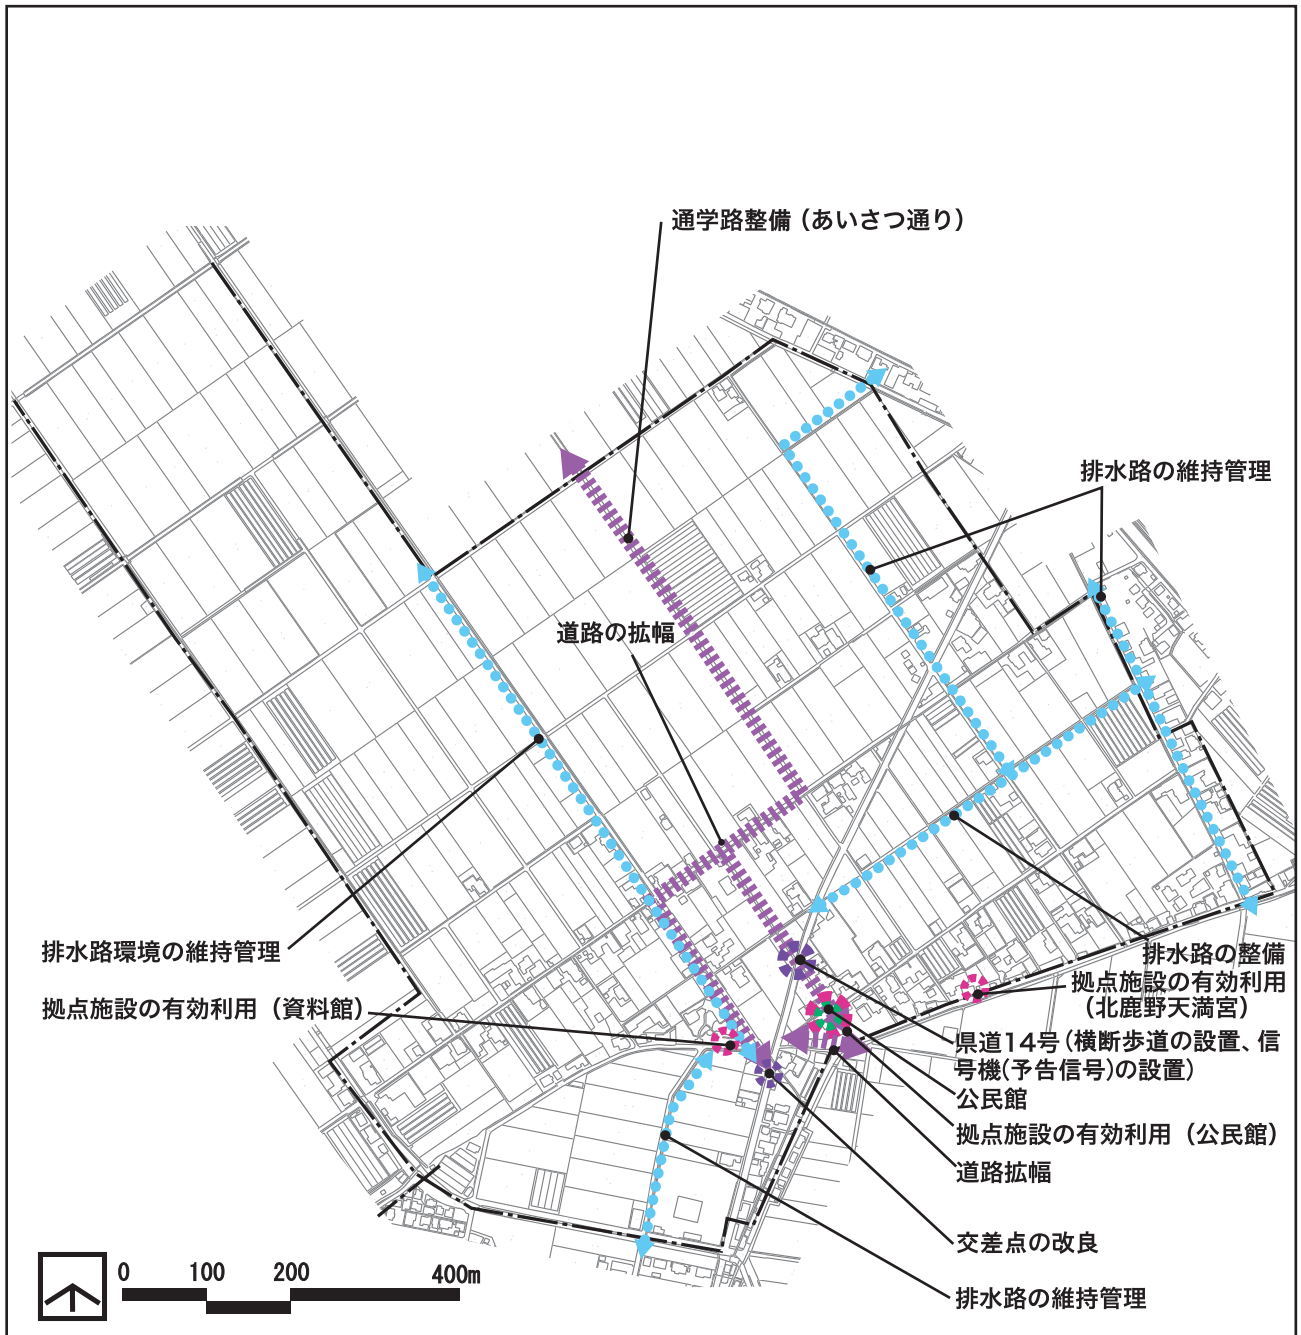 通学路整備（あいさつ通り）
排水路の維持管理
道路の拡幅
排水路環境の維持管理
拠点施設の有効利用（資料館）
排水路の整備
拠点施設の有効利用
（北鹿野天満宮）
県道14号（横断歩道の設置、信
号機(予告信号)の設置）
公民館
拠点施設の有効利用（公民館）
道路拡幅
交差点の改良
排水路の維持管理
0 100 200 400m